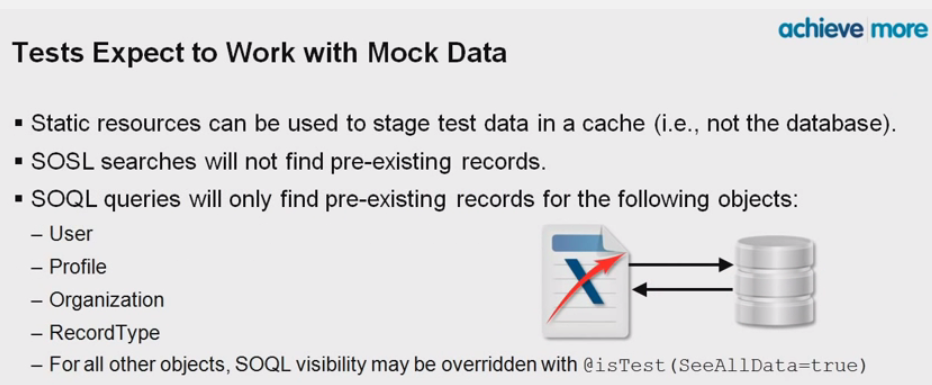 achieve more
Tests Expect to Work with Mock Data
▪ Static resources can be used to stage test data in a cache (i.e., not the database).
▪ SOSL searches will not find pre-existing records.
▪ SOQL queries will only find pre-existing records for the following objects:
– User
– Profile
– Organization
– RecordType
– For all other objects, SOQL visibility may be overridden with @isTest(SeeAllData=true)
X